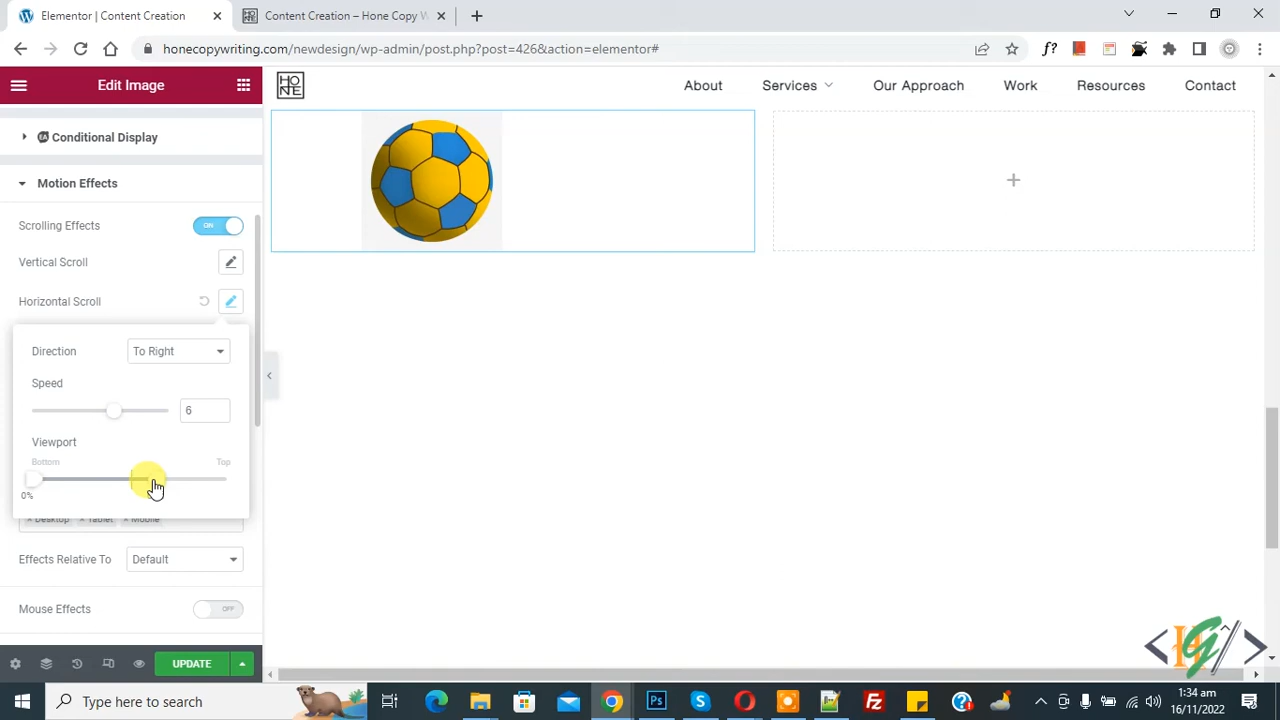 Elementor | Content Creation
Content Creation – Hone Copy W
honecopywriting.com/newdesign/wp-admin/post.php?post=426&action=elementor#
f?
Edit Image
HO
NE
About
Services
Our Approach
Work
Resources
Contact
EA Conditional Display
Motion Effects
Scrolling Effects
ON
Vertical Scroll
Horizontal Scroll
Direction
To Right
Speed
6
Viewport
Bottom
Top
0%
× Desktop × Tablet × Mobile
Effects Relative To
Default
Mouse Effects
OFF
UPDATE
<HG/>
Type here to search
1:34 am
16/11/2022